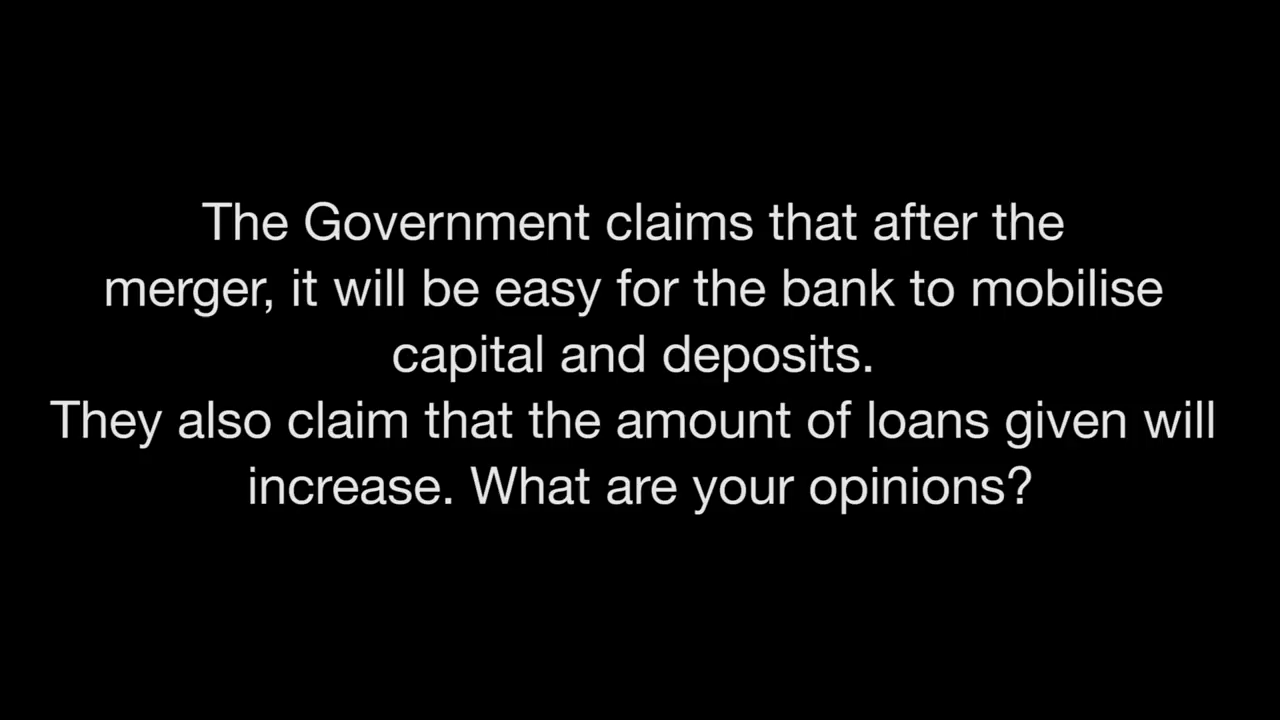 The Government claims that after the
merger, it will be easy for the bank to mobilise
capital and deposits.
They also claim that the amount of loans given will
increase. What are your opinions?